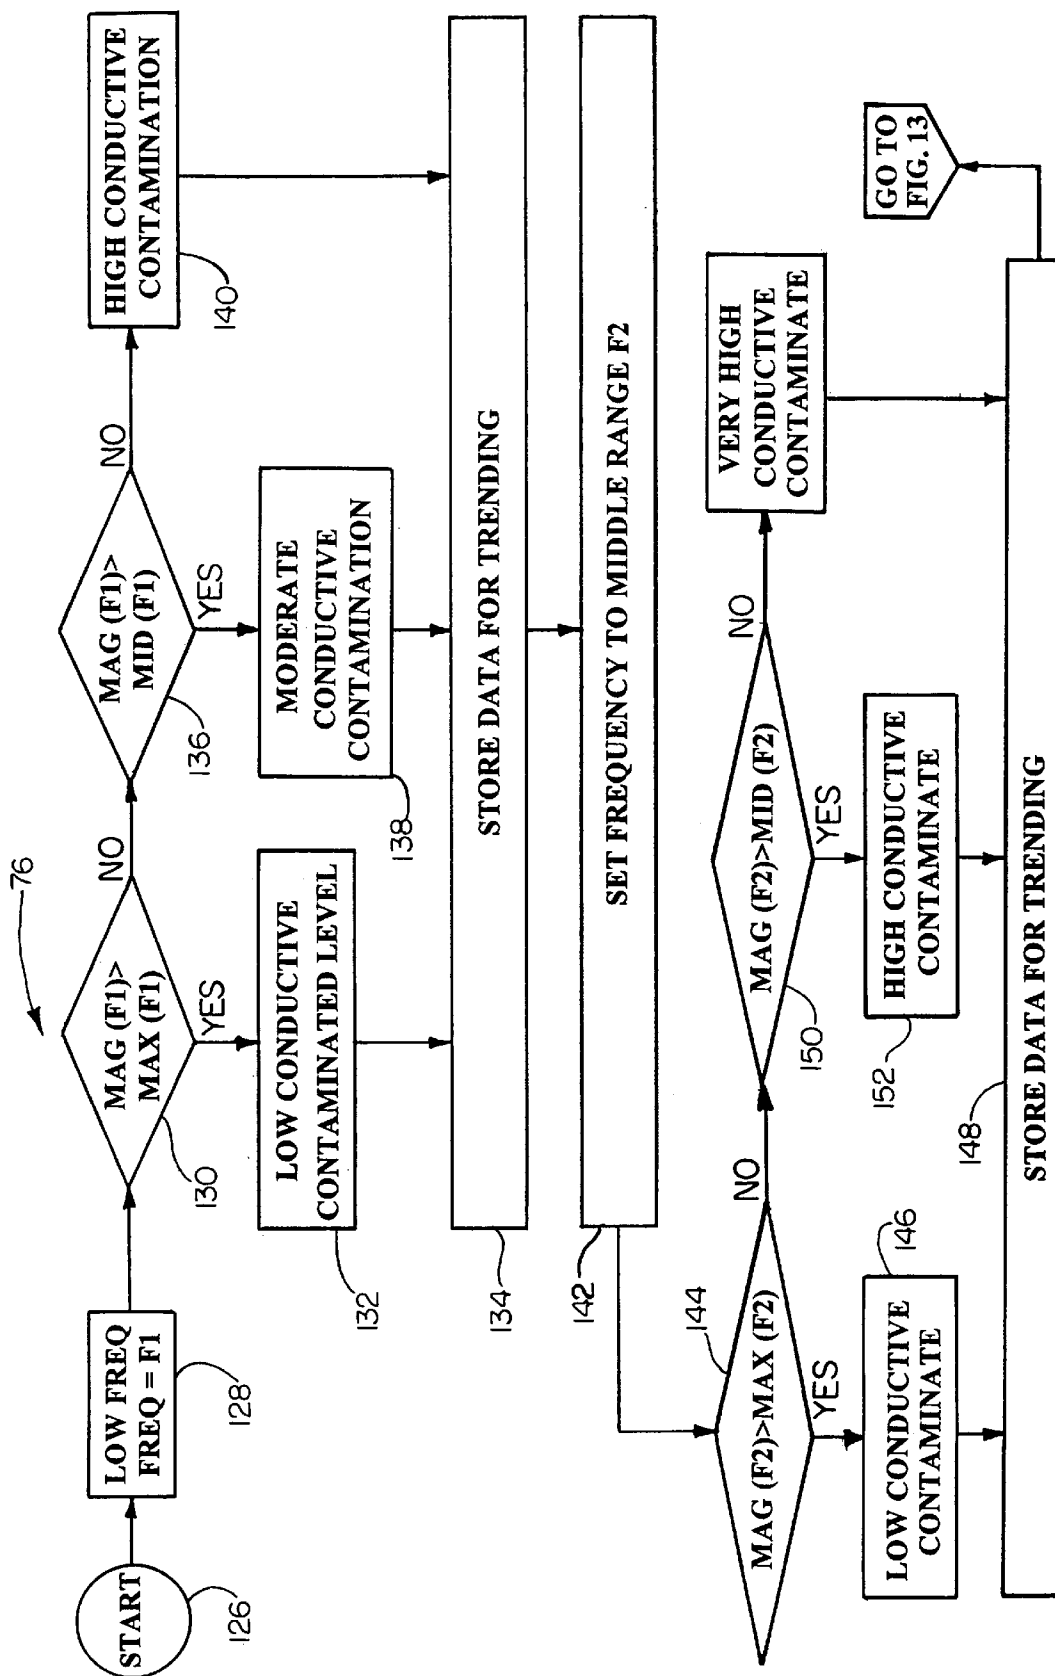 76
START
126
LOW FREQ
FREQ = F1
128
MAG (F1)>
MAX (F1)
130
NO
YES
LOW CONDUCTIVE
CONTAMINATED LEVEL
132
MAG (F1)>
MID (F1)
136
NO
YES
MODERATE
CONDUCTIVE
CONTAMINATION
138
HIGH CONDUCTIVE
CONTAMINATION
140
STORE DATA FOR TRENDING
134
SET FREQUENCY TO MIDDLE RANGE F2
142
MAG (F2)>MAX (F2)
144
NO
YES
LOW CONDUCTIVE
CONTAMINATE
146
MAG (F2)>MID (F2)
150
NO
YES
HIGH CONDUCTIVE
CONTAMINATE
152
VERY HIGH
CONDUCTIVE
CONTAMINATE
STORE DATA FOR TRENDING
148
GO TO
FIG. 13